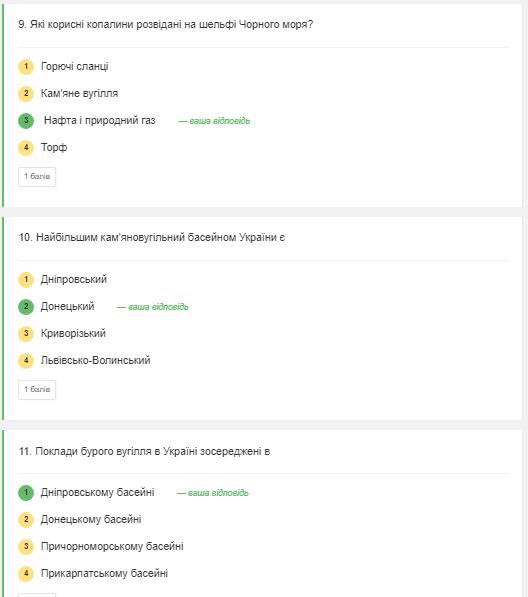 9. Які корисні копалини розвідані на шельфі Чорного моря?
1 Горючі сланці
2 Кам'яне вугілля
3 Нафта і природний газ — ваша відповідь
4 Торф
1 балів
10. Найбільшим кам'яновугільний басейном України є
1 Дніпровський
2 Донецький — ваша відповідь
3 Криворізький
4 Львівсько-Волинський
1 балів
11. Поклади бурого вугілля в Україні зосереджені в
1 Дніпровському басейні — ваша відповідь
2 Донецькому басейні
3 Причорноморському басейні
4 Прикарпатському басейні